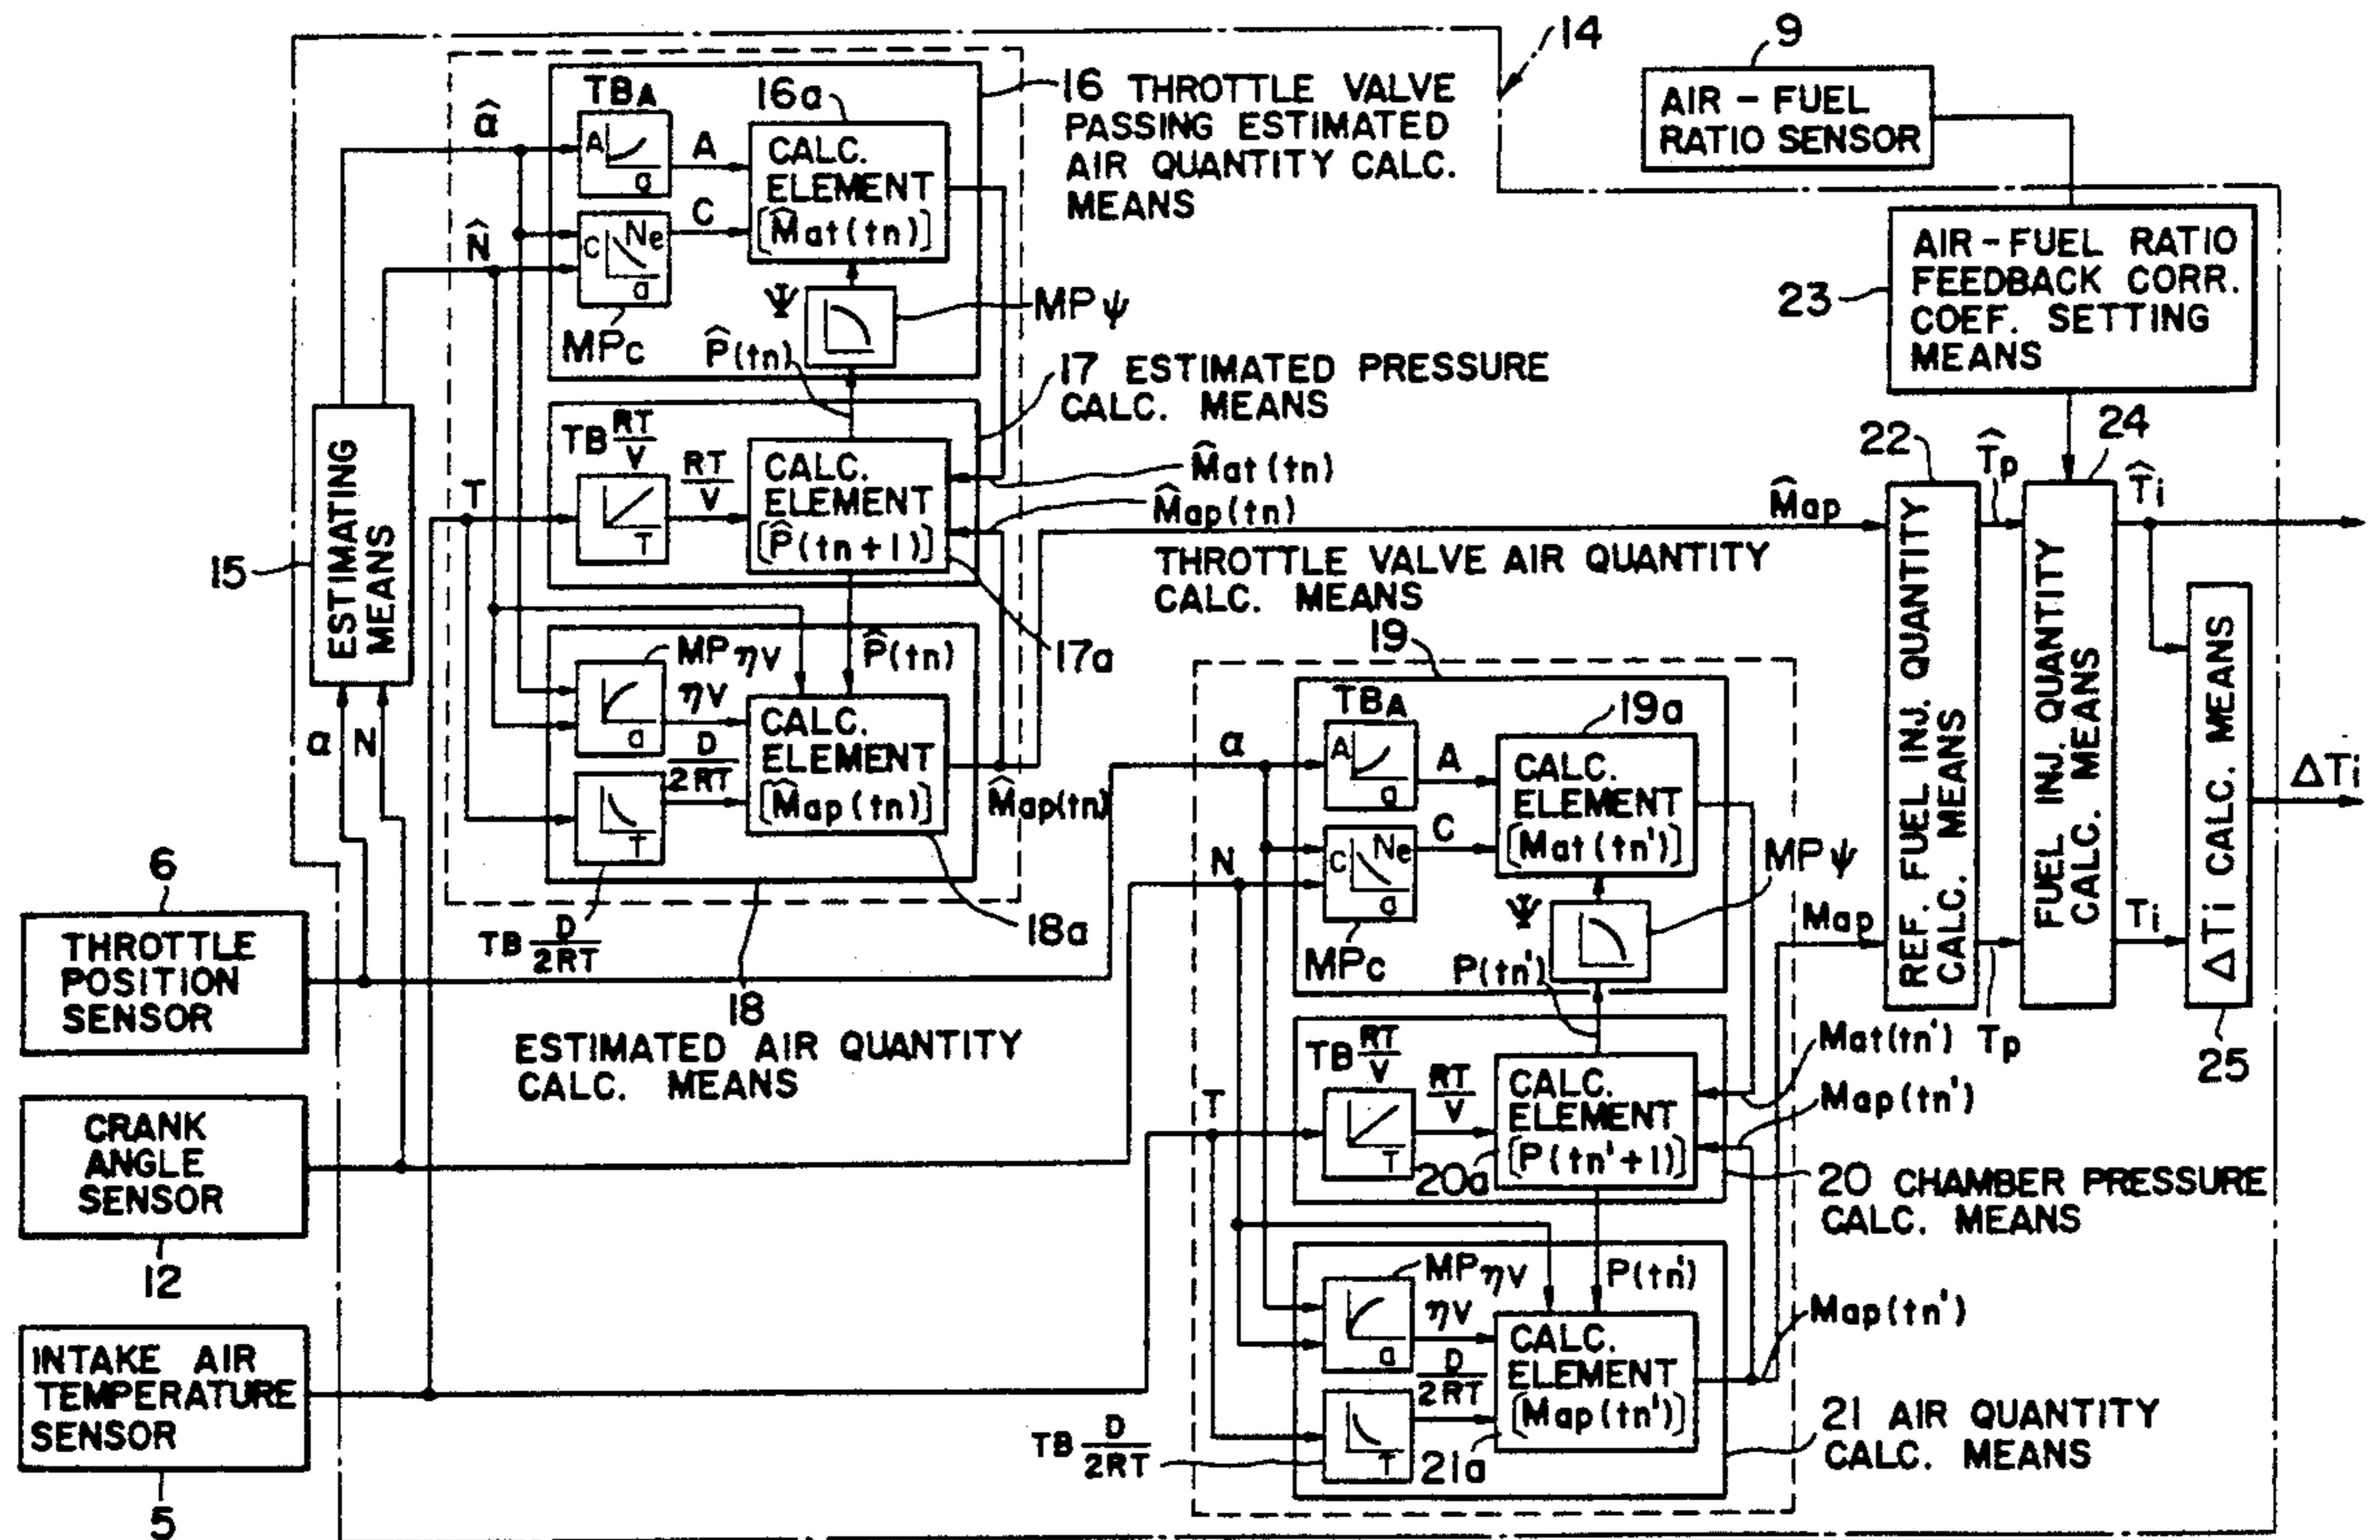 14
9
AIR – FUEL
RATIO SENSOR
TBA
16a
16 THROTTLE VALVE
PASSING ESTIMATED
AIR QUANTITY CALC.
MEANS
α̂
A
a
A
CALC.
ELEMENT
[M̂at(tn)]
N̂
C
Ne
a
C
MPc
Ψ
MPψ
P̂(tn)
AIR-FUEL RATIO
FEEDBACK CORR.
COEF. SETTING
MEANS
23
17 ESTIMATED PRESSURE
CALC. MEANS
TB RT/V
T
T
RT/V
CALC.
ELEMENT
[P̂(tn+1)]
M̂at(tn)
M̂ap(tn)
17a
15
ESTIMATING
MEANS
α
N
P̂(tn)
MPηV
ηV
a
D/2RT
T
CALC.
ELEMENT
[M̂ap(tn)]
M̂ap(tn)
18a
TB D/2RT
18
ESTIMATED AIR QUANTITY
CALC. MEANS
M̂ap
22
REF. FUEL INJ. QUANTITY
CALC. MEANS
T̂p
24
FUEL INJ. QUANTITY
CALC. MEANS
T̂i
ΔTi CALC. MEANS
ΔTi
25
Map
Tp
Ti
THROTTLE VALVE AIR QUANTITY
CALC. MEANS
19
TBA
19a
α
A
a
A
CALC.
ELEMENT
[Mat(tn')]
N
C
Ne
a
C
MPc
Ψ
MPψ
P(tn')
6
THROTTLE
POSITION
SENSOR
CRANK
ANGLE
SENSOR
12
INTAKE AIR
TEMPERATURE
SENSOR
5
TB RT/V
T
T
RT/V
CALC.
ELEMENT
[P(tn'+1)]
20a
Mat(tn')
Map(tn')
20 CHAMBER PRESSURE
CALC. MEANS
MPηV
ηV
a
P(tn')
D/2RT
T
CALC.
ELEMENT
[Map(tn')]
Map(tn')
TB D/2RT
21a
21 AIR QUANTITY
CALC. MEANS